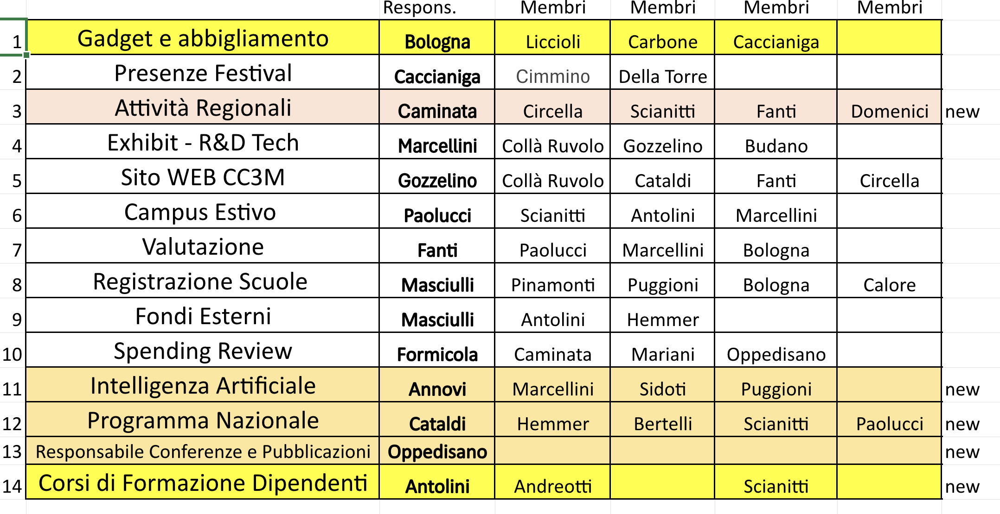 Respons. Membri Membri Membri Membri
1 Gadget e abbigliamento Bologna Liccioli Carbone Caccianiga
2 Presenze Festival Caccianiga Cimmino Della Torre
3 Attività Regionali Caminata Circella Scianitti Fanti Domenici new
4 Exhibit - R&D Tech Marcellini Collà Ruvolo Gozzelino Budano
5 Sito WEB CC3M Gozzelino Collà Ruvolo Cataldi Fanti Circella
6 Campus Estivo Paolucci Scianitti Antolini Marcellini
7 Valutazione Fanti Paolucci Marcellini Bologna
8 Registrazione Scuole Masciulli Pinamonti Puggioni Bologna Calore
9 Fondi Esterni Masciulli Antolini Hemmer
10 Spending Review Formicola Caminata Mariani Oppedisano
11 Intelligenza Artificiale Annovi Marcellini Sidoti Puggioni new
12 Programma Nazionale Cataldi Hemmer Bertelli Scianitti Paolucci new
13 Responsabile Conferenze e Pubblicazioni Oppedisano new
14 Corsi di Formazione Dipendenti Antolini Andreotti Scianitti new